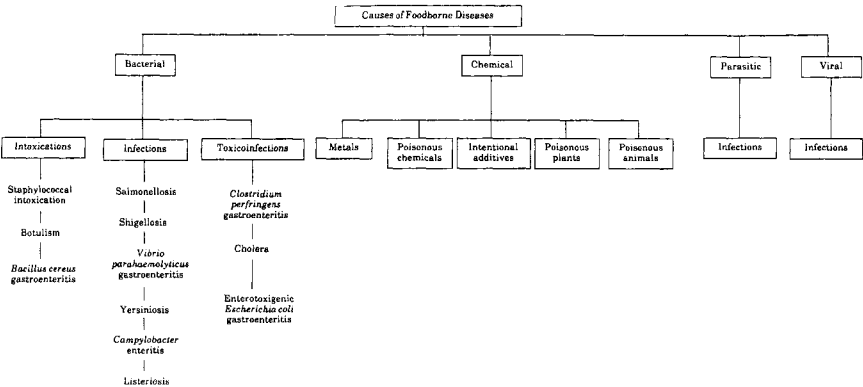 Causes of Foodborne Diseases
Bacterial
Chemical
Parasitic
Viral
Intoxications
Infections
Toxicoinfections
Metals
Poisonous
chemicals
Intentional
additives
Poisonous
plants
Poisonous
animals
Infections
Infections
Staphylococcal
intoxication
Botulism
Bacillus cereus
gastroenteritis
Salmonellosis
Shigellosis
Vibrio
parahaemolyticus
gastroenteritis
Yersiniosis
Campylobacter
enteritis
Listeriosis
Clostridium
perfringens
gastroenteritis
Cholera
Enterotoxigenic
Escherichia coli
gastroenteritis